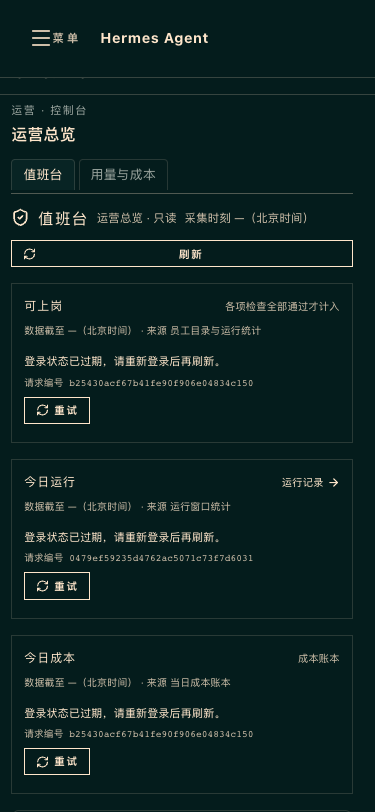 菜单 Hermes Agent
运营 · 控制台
运营总览
值班台 用量与成本
值班台 运营总览 · 只读 采集时刻 —（北京时间）
刷新
可上岗 各项检查全部通过才计入
数据截至 —（北京时间） · 来源 员工目录与运行统计
登录状态已过期，请重新登录后再刷新。
请求编号 b25430acf67b41fe90f906e04834c150
重试
今日运行 运行记录 →
数据截至 —（北京时间） · 来源 运行窗口统计
登录状态已过期，请重新登录后再刷新。
请求编号 0479ef59235d4762ac5071c73f7d6031
重试
今日成本 成本账本
数据截至 —（北京时间） · 来源 当日成本账本
登录状态已过期，请重新登录后再刷新。
请求编号 b25430acf67b41fe90f906e04834c150
重试